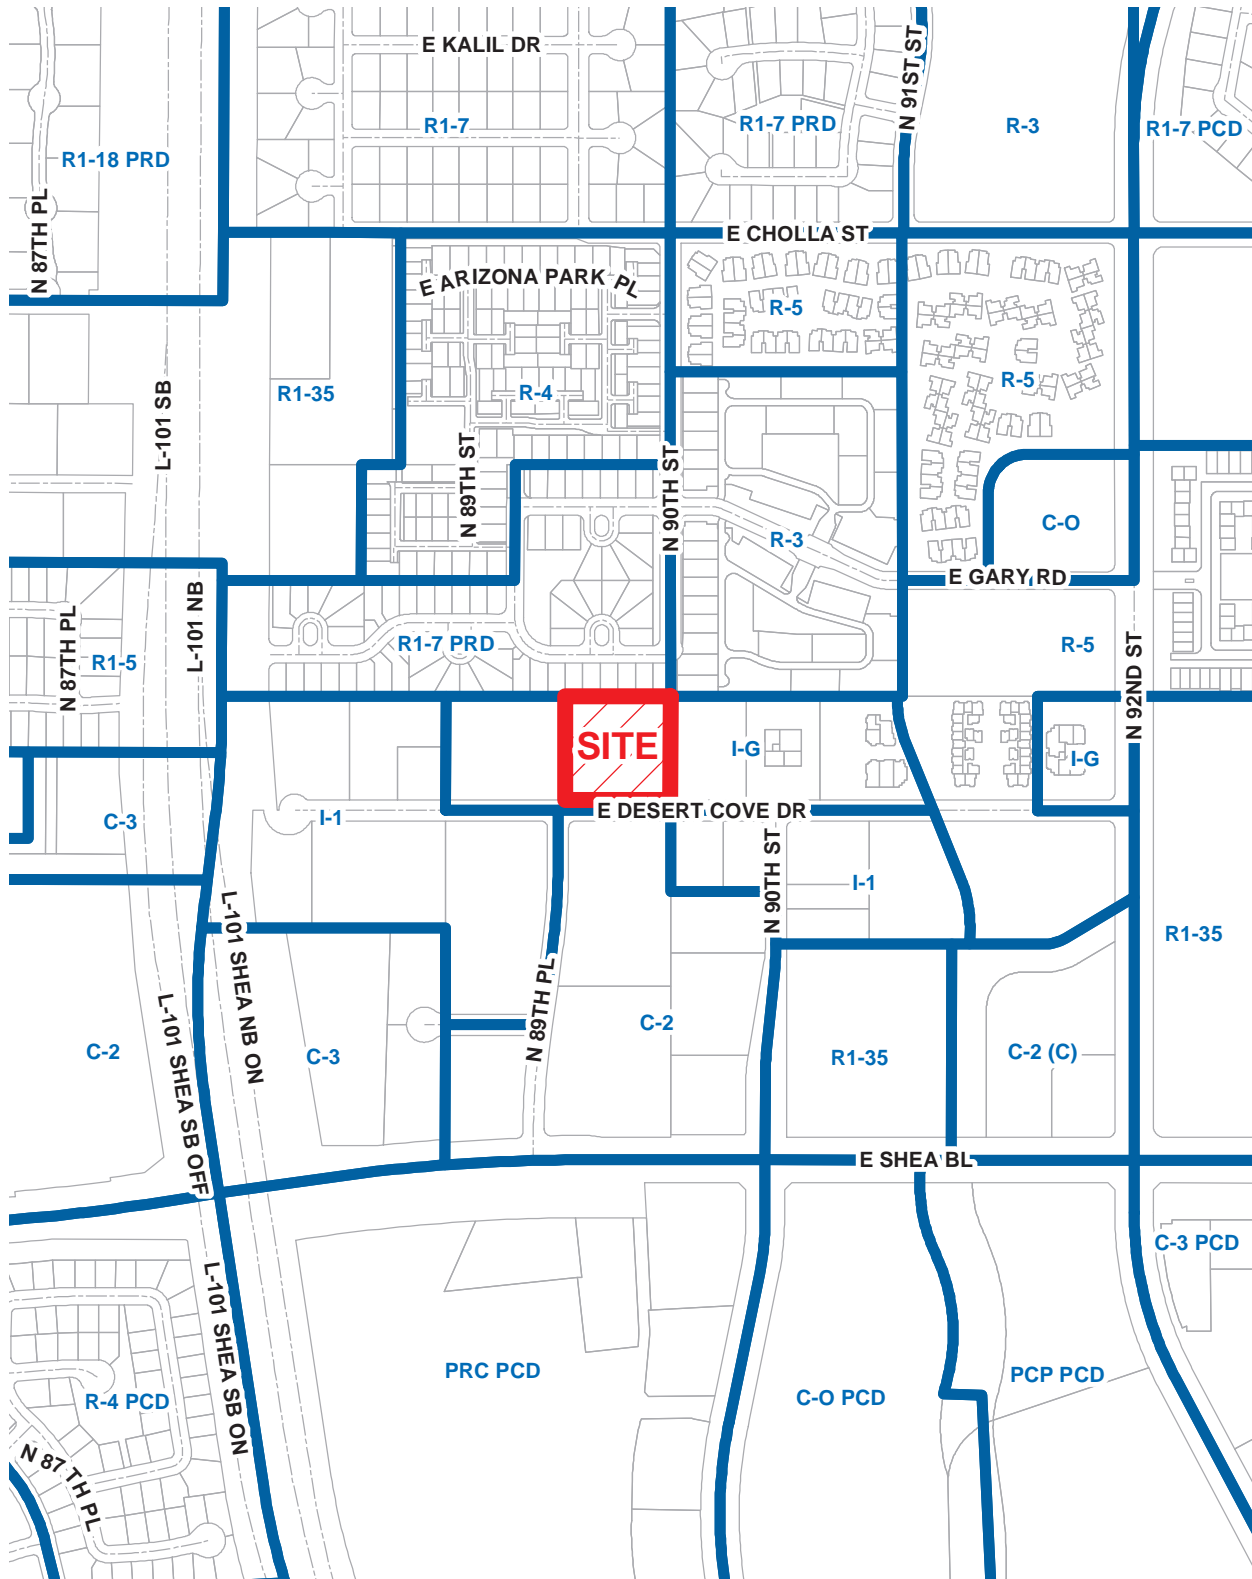 E KALIL DR
N 91ST ST
R1-7
R1-7 PRD
R-3
R1-7 PCD
R1-18 PRD
N 87TH PL
E CHOLLA ST
E ARIZONA PARK PL
R-5
R1-35
R-4
R-5
L-101 SB
N 89TH ST
N 90TH ST
C-O
R-3
E GARY RD
L-101 NB
N 87TH PL
R1-5
R1-7 PRD
R-5
N 92ND ST
SITE
I-G
I-G
C-3
I-1
E DESERT COVE DR
N 90TH ST
I-1
L-101 SHEA NB ON
R1-35
N 89TH PL
C-2
L-101 SHEA SB OFF
C-2
C-3
R1-35
C-2 (C)
E SHEA BL
C-3 PCD
L-101 SHEA SB ON
PRC PCD
R-4 PCD
C-O PCD
PCP PCD
N 87TH PL